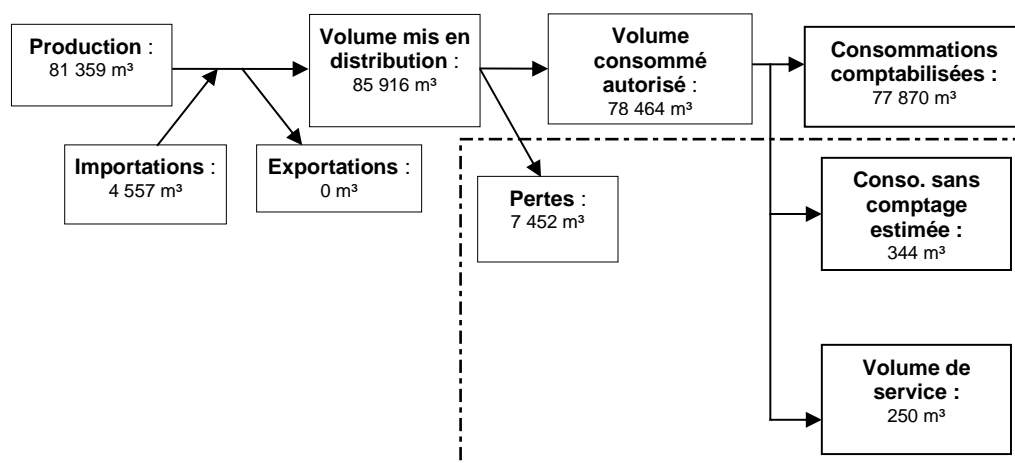 Production :
81 359 m³
Volume mis en
distribution :
85 916 m³
Volume
consommé
autorisé :
78 464 m³
Consommations
comptabilisées :
77 870 m³
Importations :
4 557 m³
Exportations :
0 m³
Pertes :
7 452 m³
Conso. sans
comptage
estimée :
344 m³
Volume de
service :
250 m³